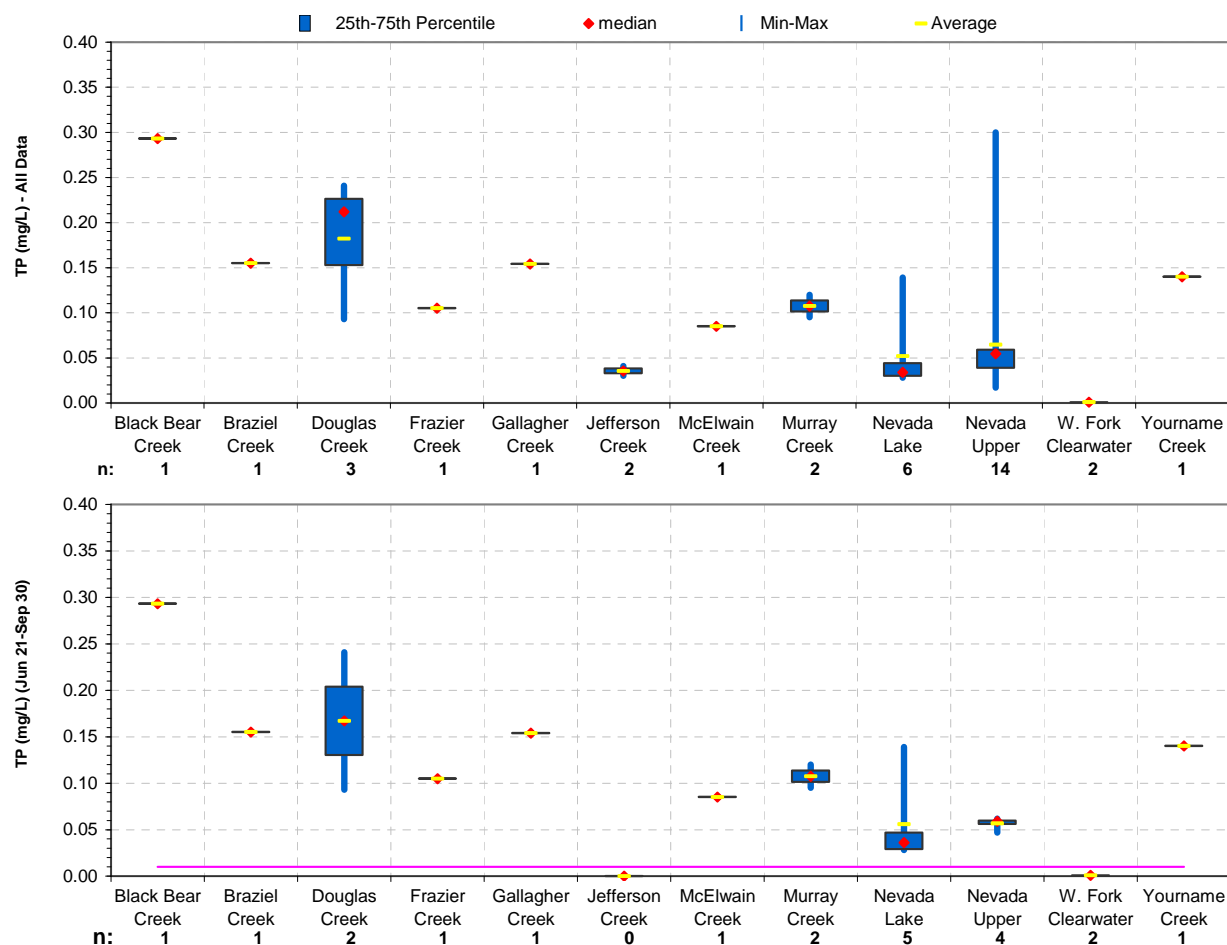 25th-75th Percentile median Min-Max Average
TP (mg/L) - All Data
0.40
0.35
0.30
0.25
0.20
0.15
0.10
0.05
0.00
Black Bear Braziel Douglas Frazier Gallagher Jefferson McElwain Murray Nevada Nevada W. Fork Yourname
Creek Creek Creek Creek Creek Creek Creek Creek Lake Upper Clearwater Creek
n: 1 1 3 1 1 2 1 2 6 14 2 1
TP (mg/L) (Jun 21-Sep 30)
0.40
0.35
0.30
0.25
0.20
0.15
0.10
0.05
0.00
Black Bear Braziel Douglas Frazier Gallagher Jefferson McElwain Murray Nevada Nevada W. Fork Yourname
Creek Creek Creek Creek Creek Creek Creek Creek Lake Upper Clearwater Creek
n: 1 1 2 1 1 0 1 2 5 4 2 1